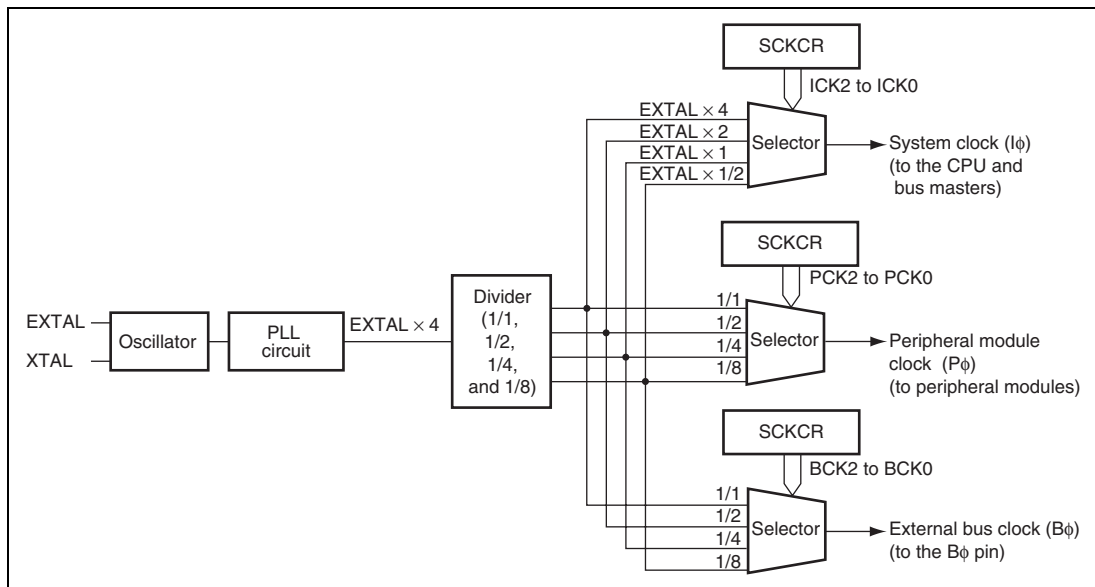 SCKCR
ICK2 to ICK0
EXTAL × 4
EXTAL × 2
EXTAL × 1
EXTAL × 1/2
Selector
System clock (Iϕ)
(to the CPU and
bus masters)
SCKCR
PCK2 to PCK0
EXTAL
XTAL
Oscillator
PLL
circuit
EXTAL × 4
Divider
(1/1,
1/2,
1/4,
and 1/8)
1/1
1/2
1/4
1/8
Selector
Peripheral module
clock (Pϕ)
(to peripheral modules)
SCKCR
BCK2 to BCK0
1/1
1/2
1/4
1/8
Selector
External bus clock (Bϕ)
(to the Bϕ pin)